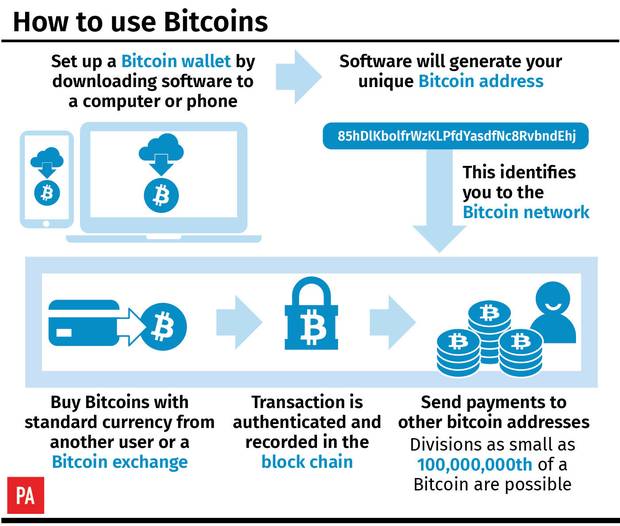 How to use Bitcoins
Set up a Bitcoin wallet by
downloading software to
a computer or phone
Software will generate your
unique Bitcoin address
85hDlKbolfrWzKLPfdYasdfNc8RvbndEhj
This identifies
you to the
Bitcoin network
Buy Bitcoins with
standard currency from
another user or a
Bitcoin exchange
Transaction is
authenticated and
recorded in the
block chain
Send payments to
other bitcoin addresses
Divisions as small as
100,000,000th of a
Bitcoin are possible
PA